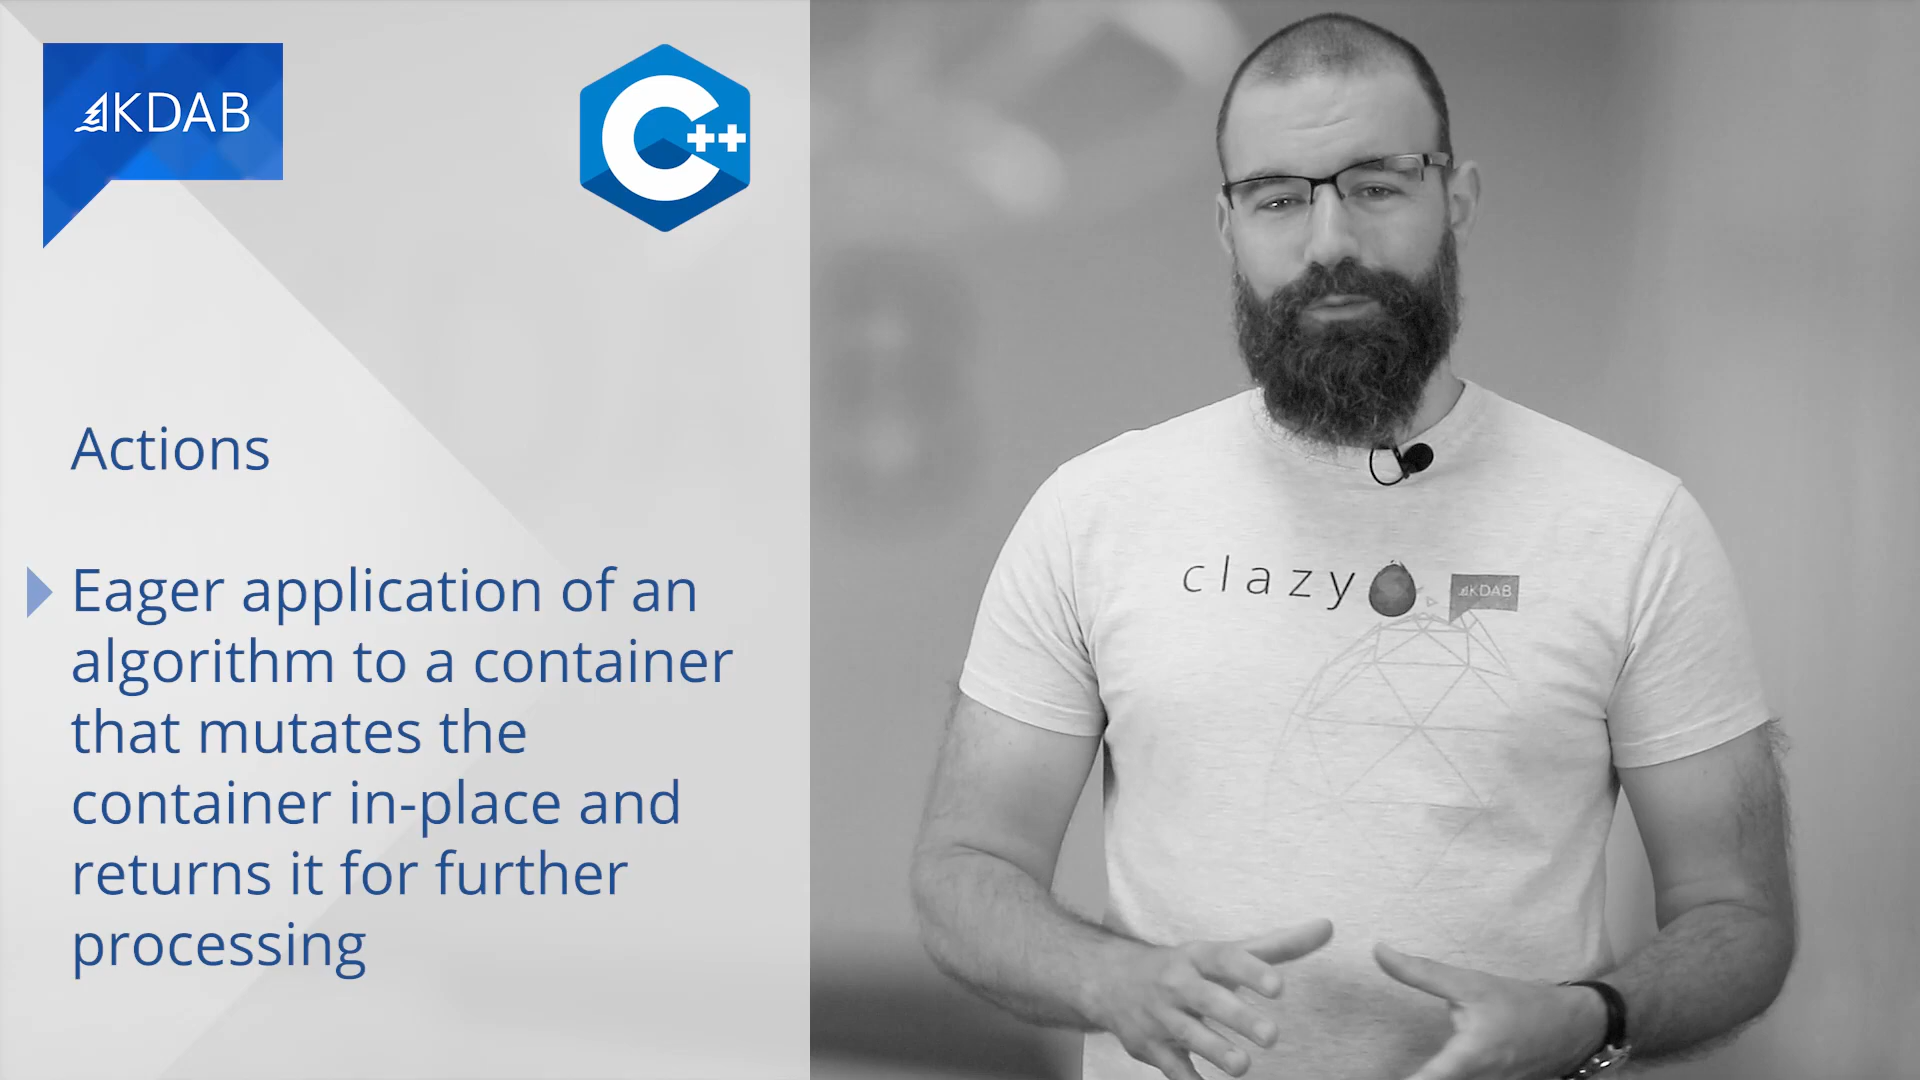 KDAB
C++
Actions
Eager application of an
algorithm to a container
that mutates the
container in-place and
returns it for further
processing
clazy
KDAB